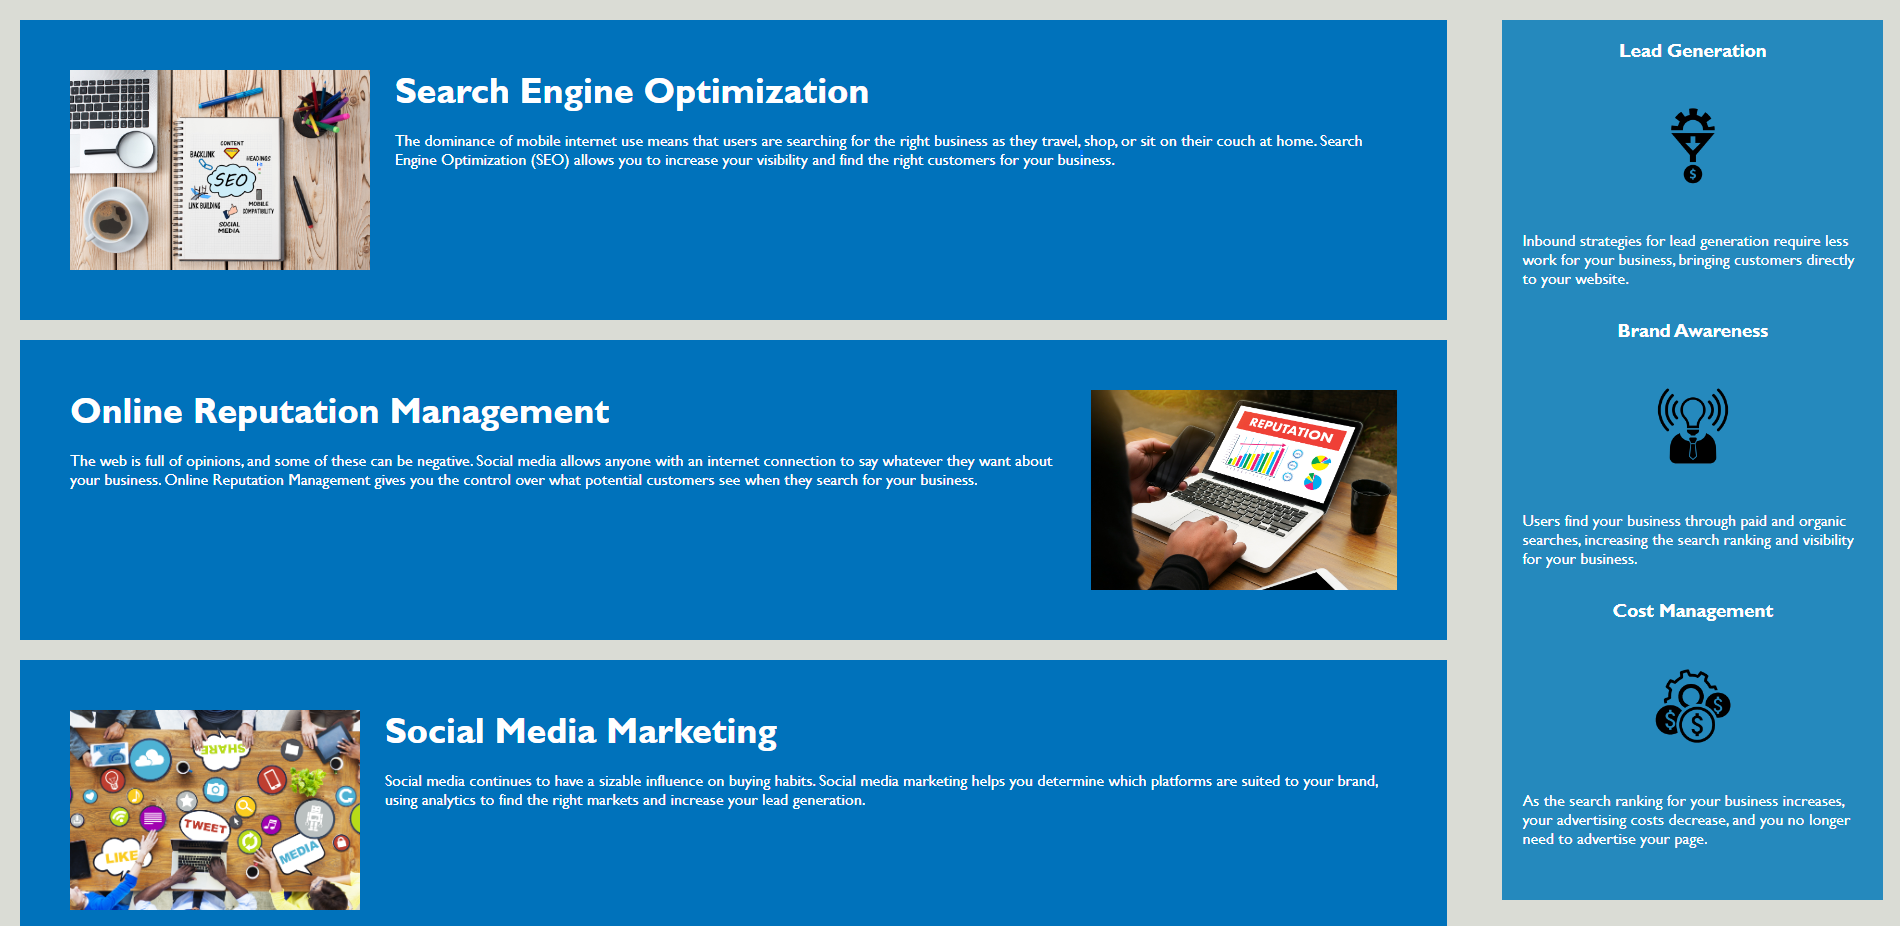 Search Engine Optimization
The dominance of mobile internet use means that users are searching for the right business as they travel, shop, or sit on their couch at home. Search
Engine Optimization (SEO) allows you to increase your visibility and find the right customers for your business.
CONTENT
BACKLINK
HEADINGS
SEO
LINK BUILDING
MOBILE
COMPATIBILITY
SOCIAL
MEDIA
Online Reputation Management
The web is full of opinions, and some of these can be negative. Social media allows anyone with an internet connection to say whatever they want about
your business. Online Reputation Management gives you the control over what potential customers see when they search for your business.
REPUTATION
Social Media Marketing
Social media continues to have a sizable influence on buying habits. Social media marketing helps you determine which platforms are suited to your brand,
using analytics to find the right markets and increase your lead generation.
SHARE
TWEET
LIKE
MEDIA
Lead Generation
$
Inbound strategies for lead generation require less
work for your business, bringing customers directly
to your website.
Brand Awareness
Users find your business through paid and organic
searches, increasing the search ranking and visibility
for your business.
Cost Management
$ $ $
As the search ranking for your business increases,
your advertising costs decrease, and you no longer
need to advertise your page.